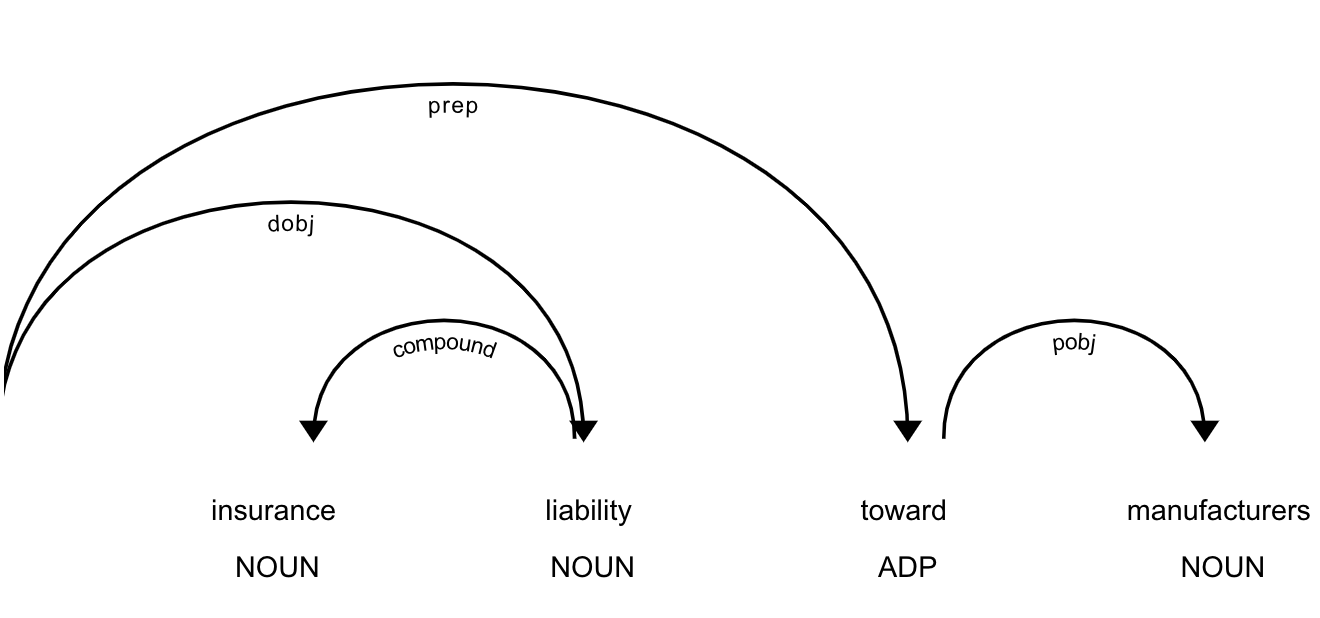 prep
dobj
compound pobj
insurance liability toward manufacturers
NOUN NOUN ADP NOUN